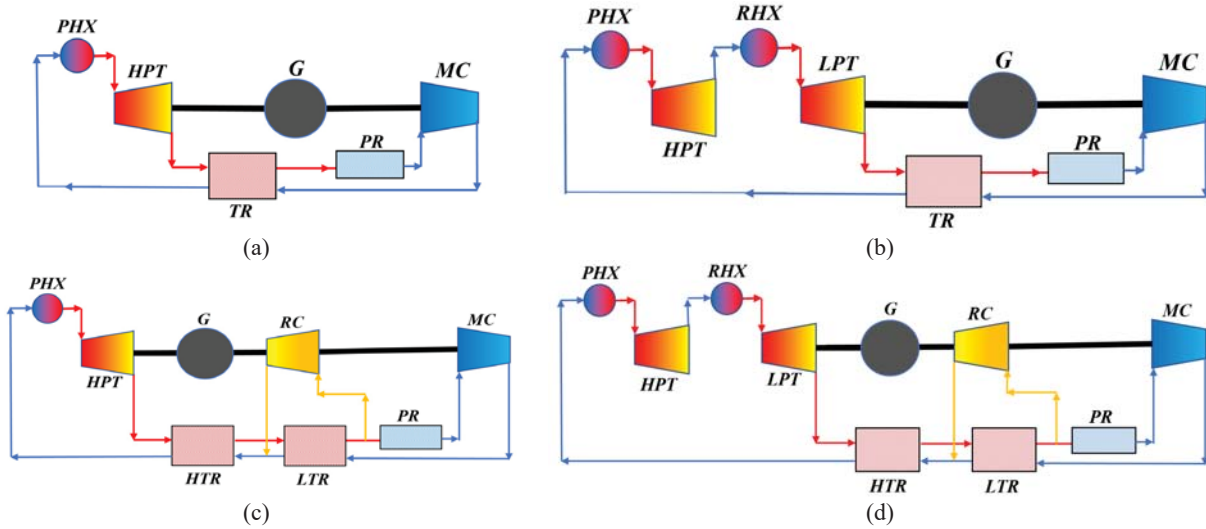 PHX
HPT
G
MC
PR
TR
(a)
PHX
RHX
HPT
LPT
G
MC
PR
TR
(b)
PHX
HPT
G
RC
MC
PR
HTR
LTR
(c)
PHX
RHX
HPT
LPT
G
RC
MC
PR
HTR
LTR
(d)